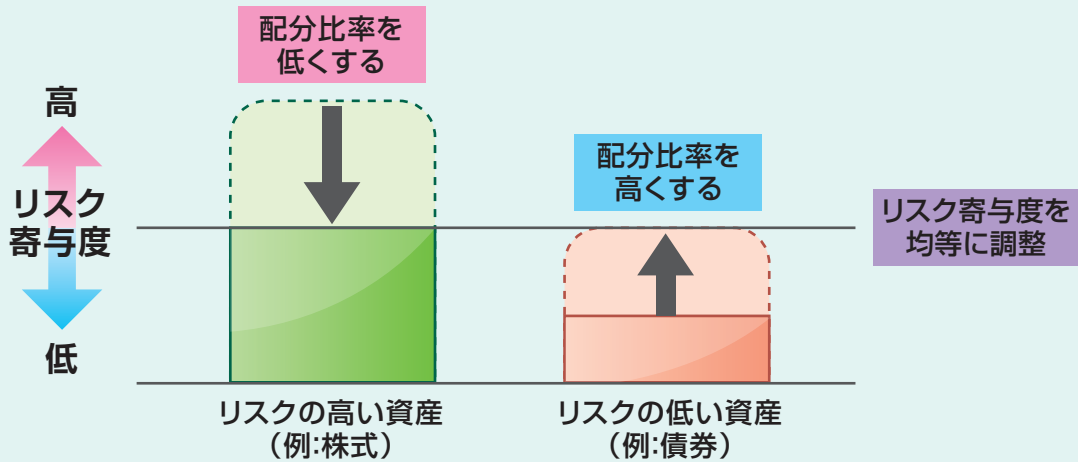 配分比率を
低くする
高
リスク
寄与度
低
配分比率を
高くする
リスク寄与度を
均等に調整
リスクの高い資産
（例:株式）
リスクの低い資産
（例:債券）